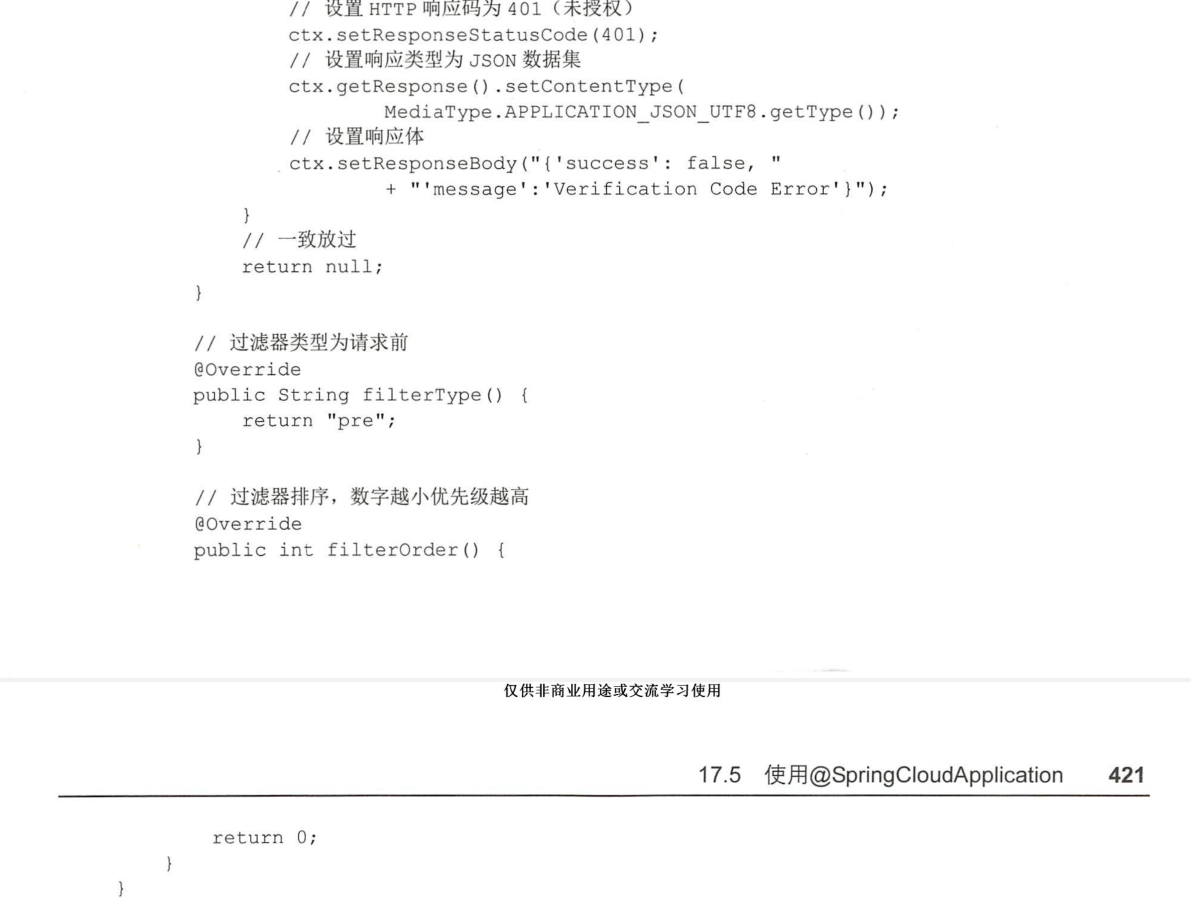 // 设置 HTTP 响应码为 401（未授权）
ctx.setResponseStatusCode(401);
// 设置响应类型为 JSON 数据集
ctx.getResponse().setContentType(
MediaType.APPLICATION_JSON_UTF8.getType());
// 设置响应体
ctx.setResponseBody("{'success': false, "
+ "'message':'Verification Code Error'}");
}
// 一致放过
return null;
}
// 过滤器类型为请求前
@Override
public String filterType() {
return "pre";
}
// 过滤器排序，数字越小优先级越高
@Override
public int filterOrder() {
仅供非商业用途或交流学习使用
17.5 使用@SpringCloudApplication 421
return 0;
}
}